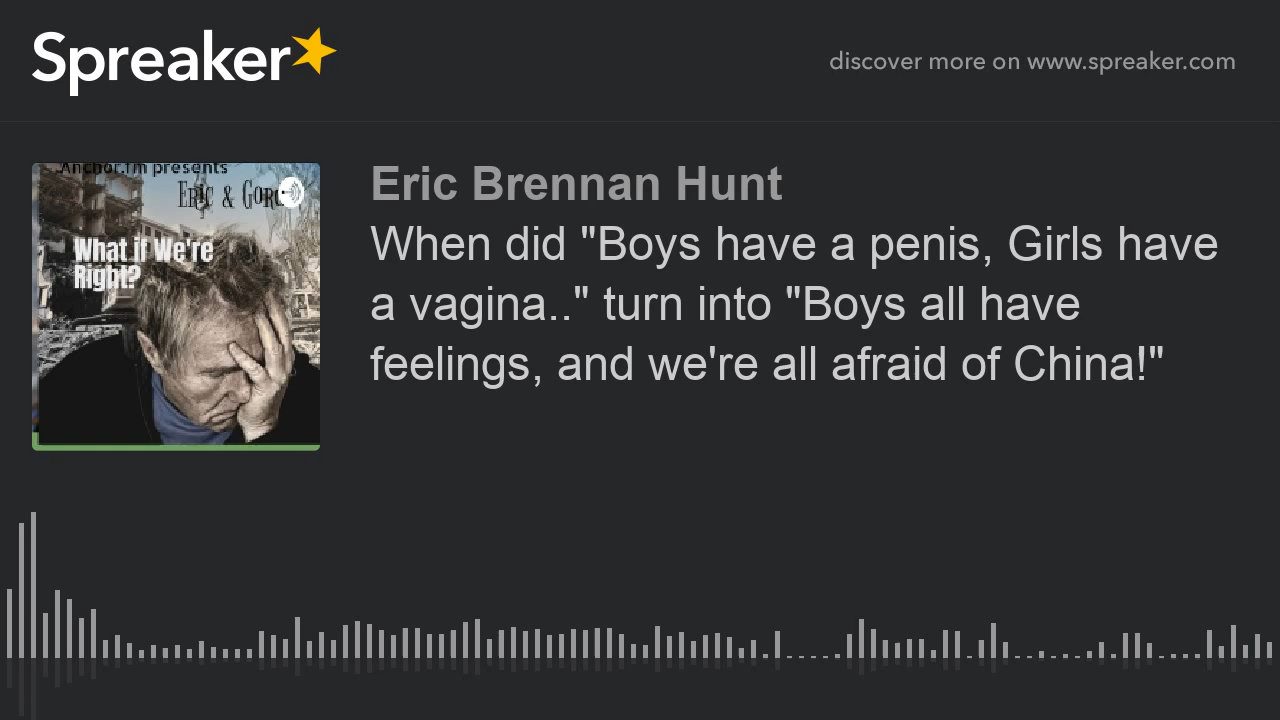 Spreaker
discover more on www.spreaker.com
Anchor.fm presents
Eric &
What if We're
Right?
Eric Brennan Hunt
When did "Boys have a penis, Girls have
a vagina.." turn into "Boys all have
feelings, and we're all afraid of China!"